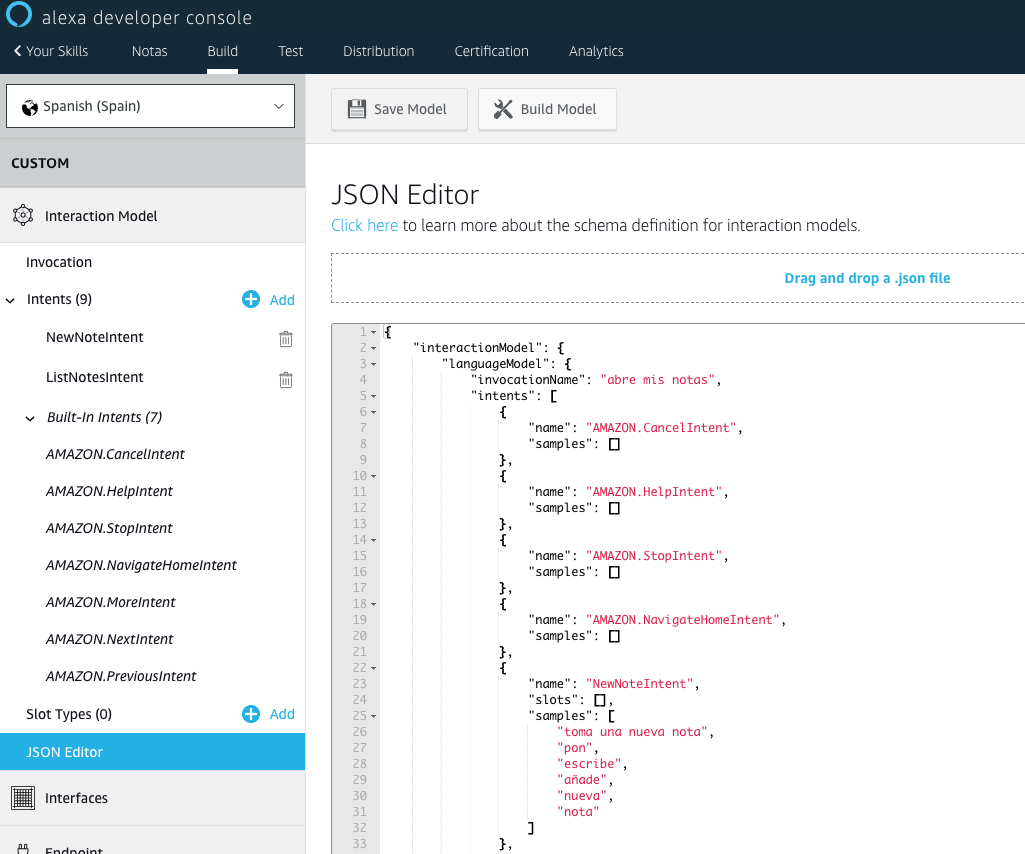 alexa developer console
Your Skills Notas Build Test Distribution Certification Analytics
Spanish (Spain)
CUSTOM
Interaction Model
Invocation
Intents (9) Add
NewNoteIntent
ListNotesIntent
Built-In Intents (7)
AMAZON.CancelIntent
AMAZON.HelpIntent
AMAZON.StopIntent
AMAZON.NavigateHomeIntent
AMAZON.MoreIntent
AMAZON.NextIntent
AMAZON.PreviousIntent
Slot Types (0) Add
JSON Editor
Interfaces
Endpoint
Save Model Build Model
JSON Editor
Click here to learn more about the schema definition for interaction models.
Drag and drop a .json file
1 {
2 "interactionModel": {
3 "languageModel": {
4 "invocationName": "abre mis notas",
5 "intents": [
6 {
7 "name": "AMAZON.CancelIntent",
8 "samples": []
9 },
10 {
11 "name": "AMAZON.HelpIntent",
12 "samples": []
13 },
14 {
15 "name": "AMAZON.StopIntent",
16 "samples": []
17 },
18 {
19 "name": "AMAZON.NavigateHomeIntent",
20 "samples": []
21 },
22 {
23 "name": "NewNoteIntent",
24 "slots": [],
25 "samples": [
26 "toma una nueva nota",
27 "pon",
28 "escribe",
29 "añade",
30 "nueva",
31 "nota"
32 ]
33 },